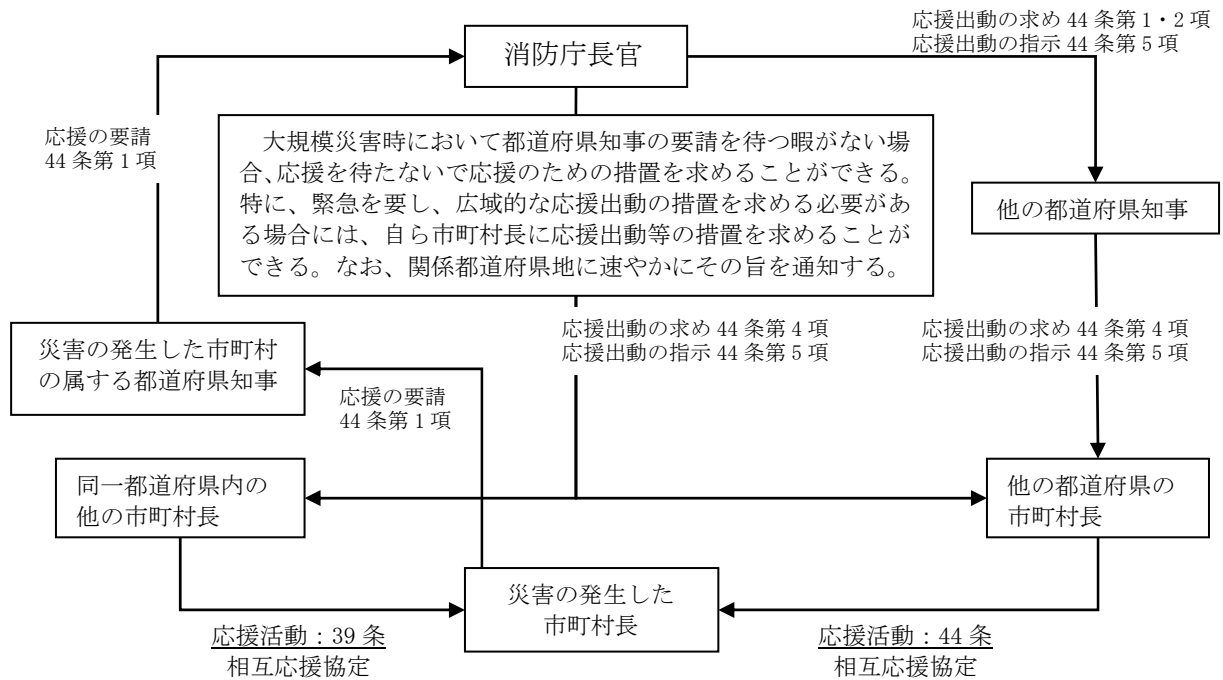 応援出動の求め 44 条第 1・2 項
応援出動の指示 44 条第 5 項
消防庁長官
応援の要請
44 条第 1 項
大規模災害時において都道府県知事の要請を待つ暇がない場
合、応援を待たないで応援のための措置を求めることができる。
特に、緊急を要し、広域的な応援出動の措置を求める必要があ
る場合には、自ら市町村長に応援出動等の措置を求めることが
できる。なお、関係都道府県地に速やかにその旨を通知する。
他の都道府県知事
応援出動の求め 44 条第 4 項
応援出動の指示 44 条第 5 項
応援出動の求め 44 条第 4 項
応援出動の指示 44 条第 5 項
災害の発生した市町村
の属する都道府県知事
応援の要請
44 条第 1 項
同一都道府県内の
他の市町村長
他の都道府県の
市町村長
災害の発生した
市町村長
応援活動：39 条
相互応援協定
応援活動：44 条
相互応援協定